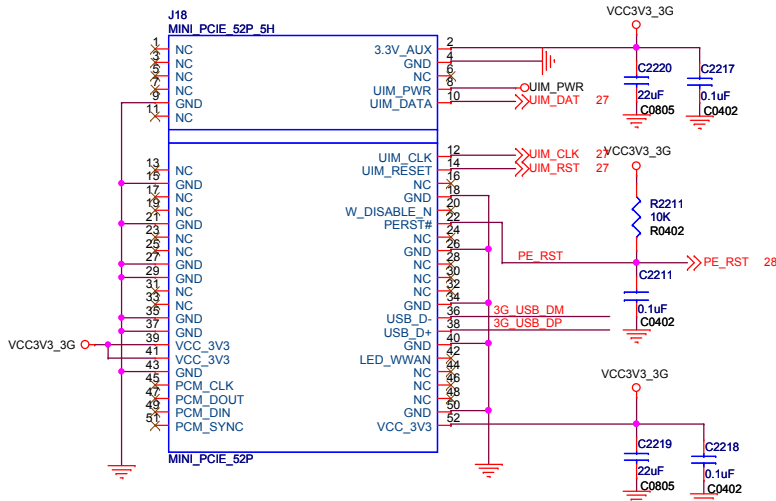 J18
MINI_PCIE_52P_5H
1 NC 3.3V_AUX 2
3 NC GND 4
5 NC NC 6
7 NC UIM_PWR 8 UIM_PWR
9 GND UIM_DATA 10 UIM_DAT 27
11 NC
UIM_CLK 12 UIM_CLK 27
13 NC UIM_RESET 14 UIM_RST 27
15 GND NC 16
17 NC GND 18
19 NC W_DISABLE_N 20
21 GND PERST# 22
23 NC NC 24
25 NC GND 26
27 GND NC 28
29 GND NC 30
31 NC NC 32
33 NC GND 34
35 GND USB_D- 36 3G_USB_DM
37 GND USB_D+ 38 3G_USB_DP
VCC3V3_3G 39 VCC_3V3 GND 40
41 VCC_3V3 LED_WWAN 42
43 GND NC 44
45 PCM_CLK NC 46
47 PCM_DOUT NC 48
49 PCM_DIN GND 50
51 PCM_SYNC VCC_3V3 52
MINI_PCIE_52P
VCC3V3_3G
C2220
22uF
C0805
C2217
0.1uF
C0402
VCC3V3_3G
R2211
10K
R0402
PE_RST
PE_RST 28
C2211
0.1uF
C0402
VCC3V3_3G
C2219
22uF
C0805
C2218
0.1uF
C0402